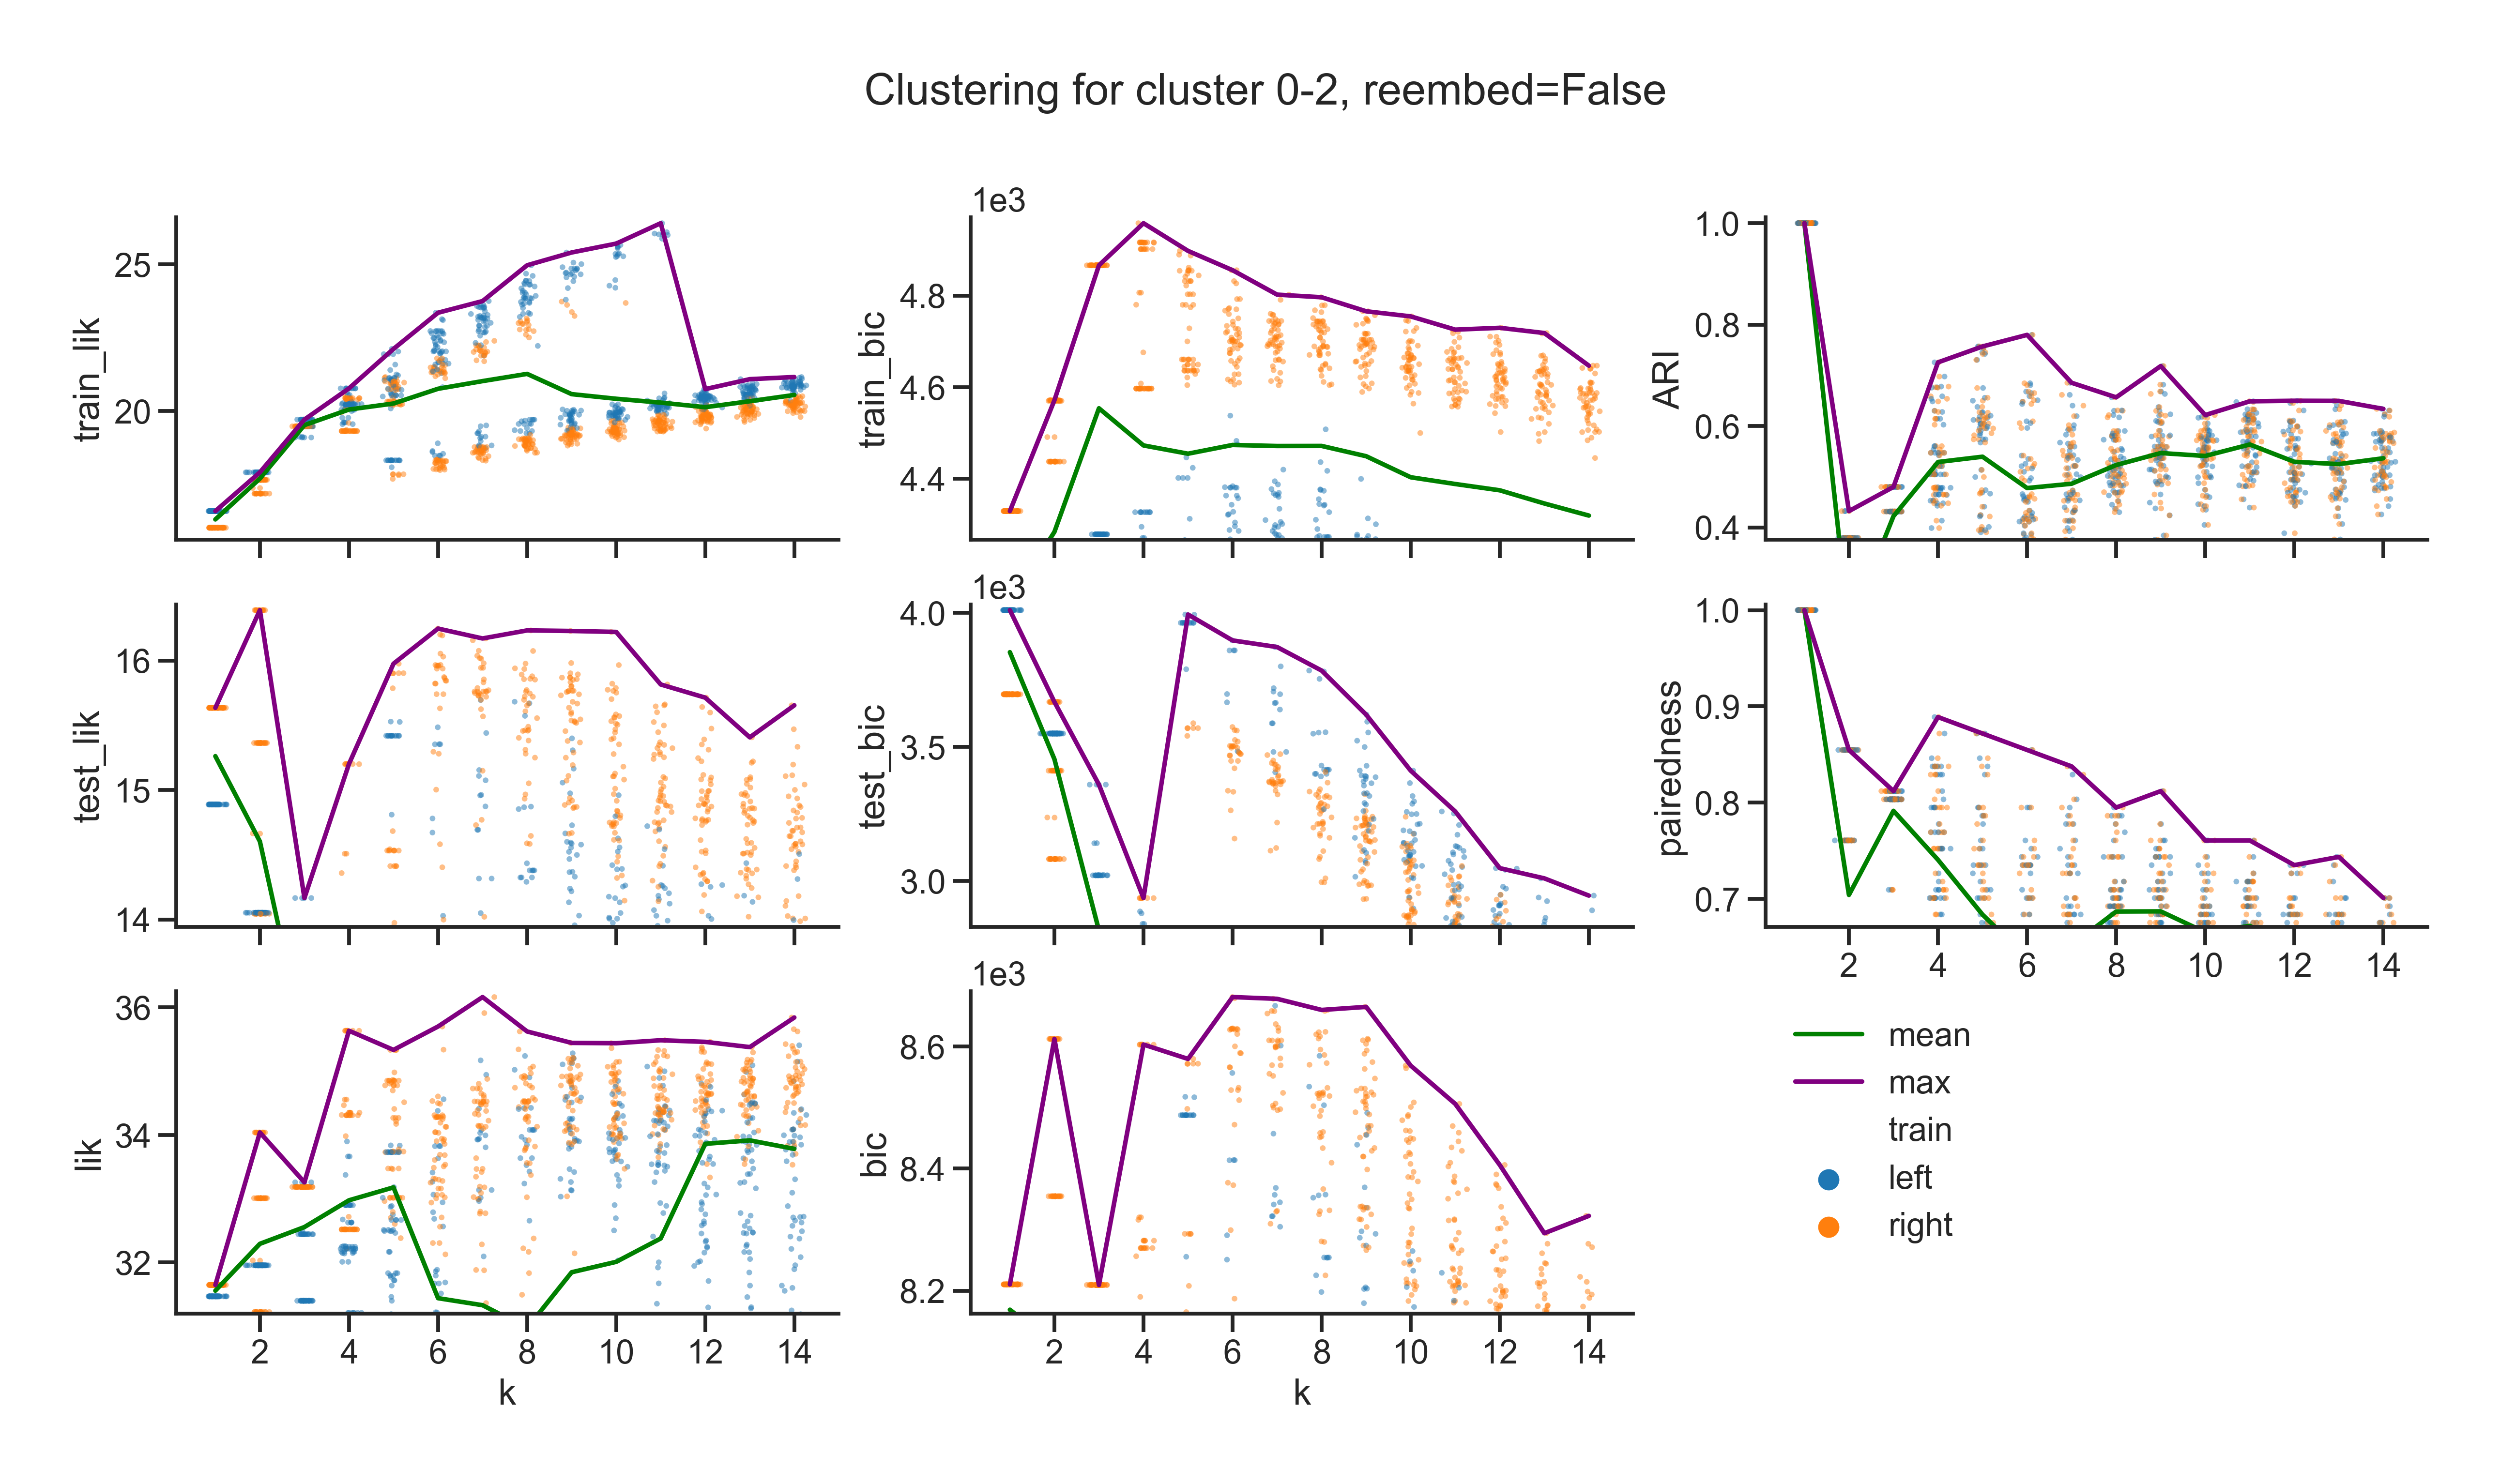 Clustering for cluster 0-2, reembed=False
train_lik
25
20
1e3
train_bic
4.8
4.6
4.4
ARI
1.0
0.8
0.6
0.4
test_lik
16
15
14
1e3
test_bic
4.0
3.5
3.0
pairedness
1.0
0.9
0.8
0.7
2 4 6 8 10 12 14
lik
36
34
32
2 4 6 8 10 12 14
k
1e3
bic
8.6
8.4
8.2
2 4 6 8 10 12 14
k
mean
max
train
left
right